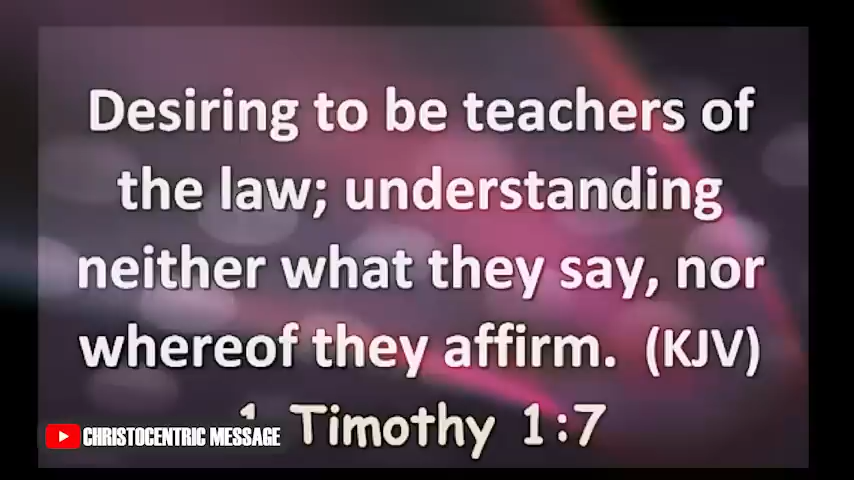 Desiring to be teachers of
the law; understanding
neither what they say, nor
whereof they affirm. (KJV)
1 Timothy 1:7
CHRISTOCENTRIC MESSAGE